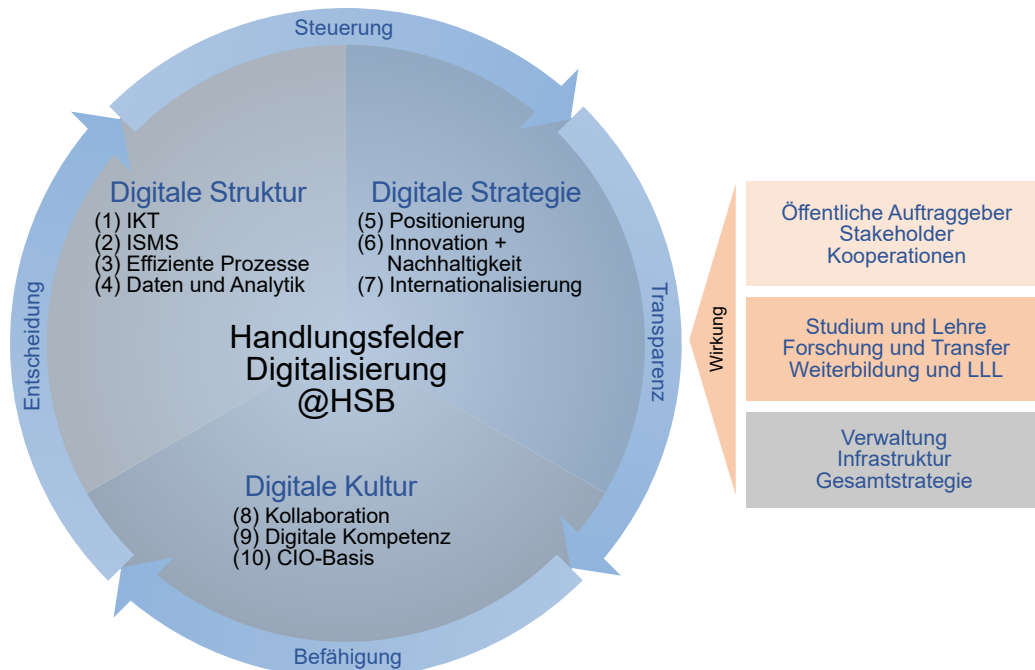 Steuerung
Digitale Struktur
(1) IKT
(2) ISMS
(3) Effiziente Prozesse
(4) Daten und Analytik
Digitale Strategie
(5) Positionierung
(6) Innovation +
Nachhaltigkeit
(7) Internationalisierung
Handlungsfelder
Digitalisierung
@HSB
Digitale Kultur
(8) Kollaboration
(9) Digitale Kompetenz
(10) CIO-Basis
Entscheidung
Transparenz
Befähigung
Wirkung
Öffentliche Auftraggeber
Stakeholder
Kooperationen
Studium und Lehre
Forschung und Transfer
Weiterbildung und LLL
Verwaltung
Infrastruktur
Gesamtstrategie